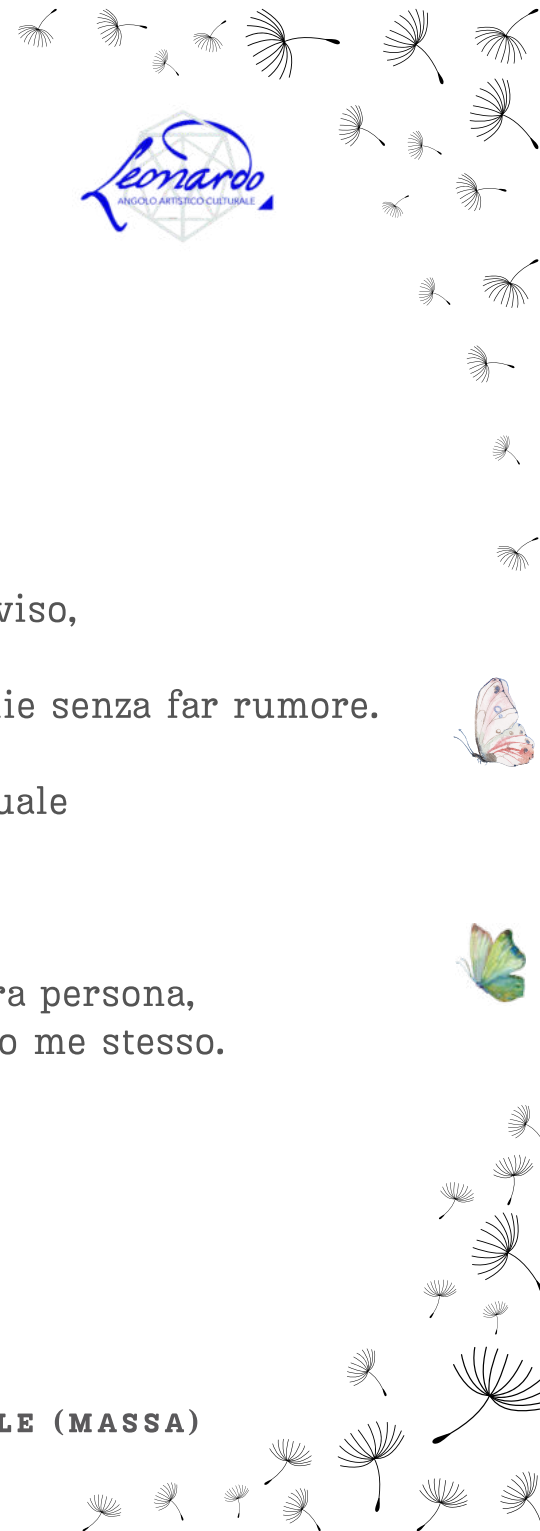 Leonardo
ANGOLO ARTISTICO CULTURALE
viso,
ie senza far rumore.
uale
ra persona,
o me stesso.
LE (MASSA)